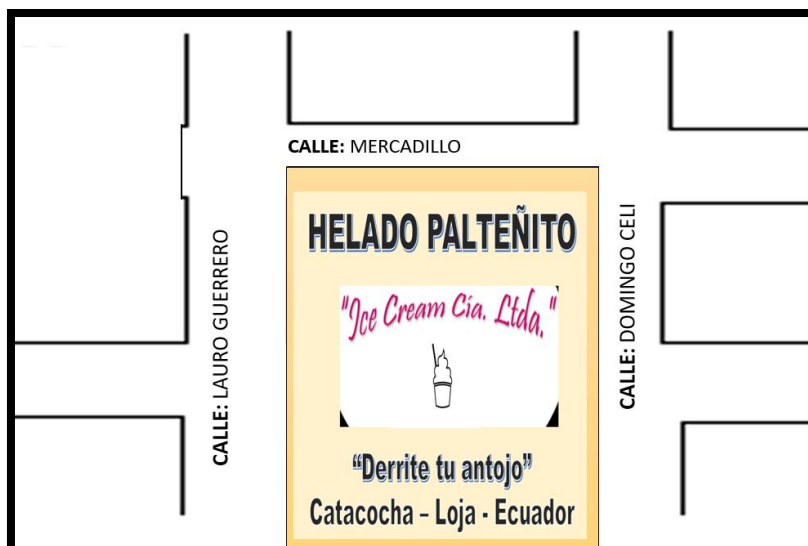 CALLE: MERCADILLO
HELADO PALTEÑITO
"Ice Cream Cía. Ltda."
"Derrite tu antojo"
Catacocha – Loja - Ecuador
CALLE: LAURO GUERRERO
CALLE: DOMINGO CELI